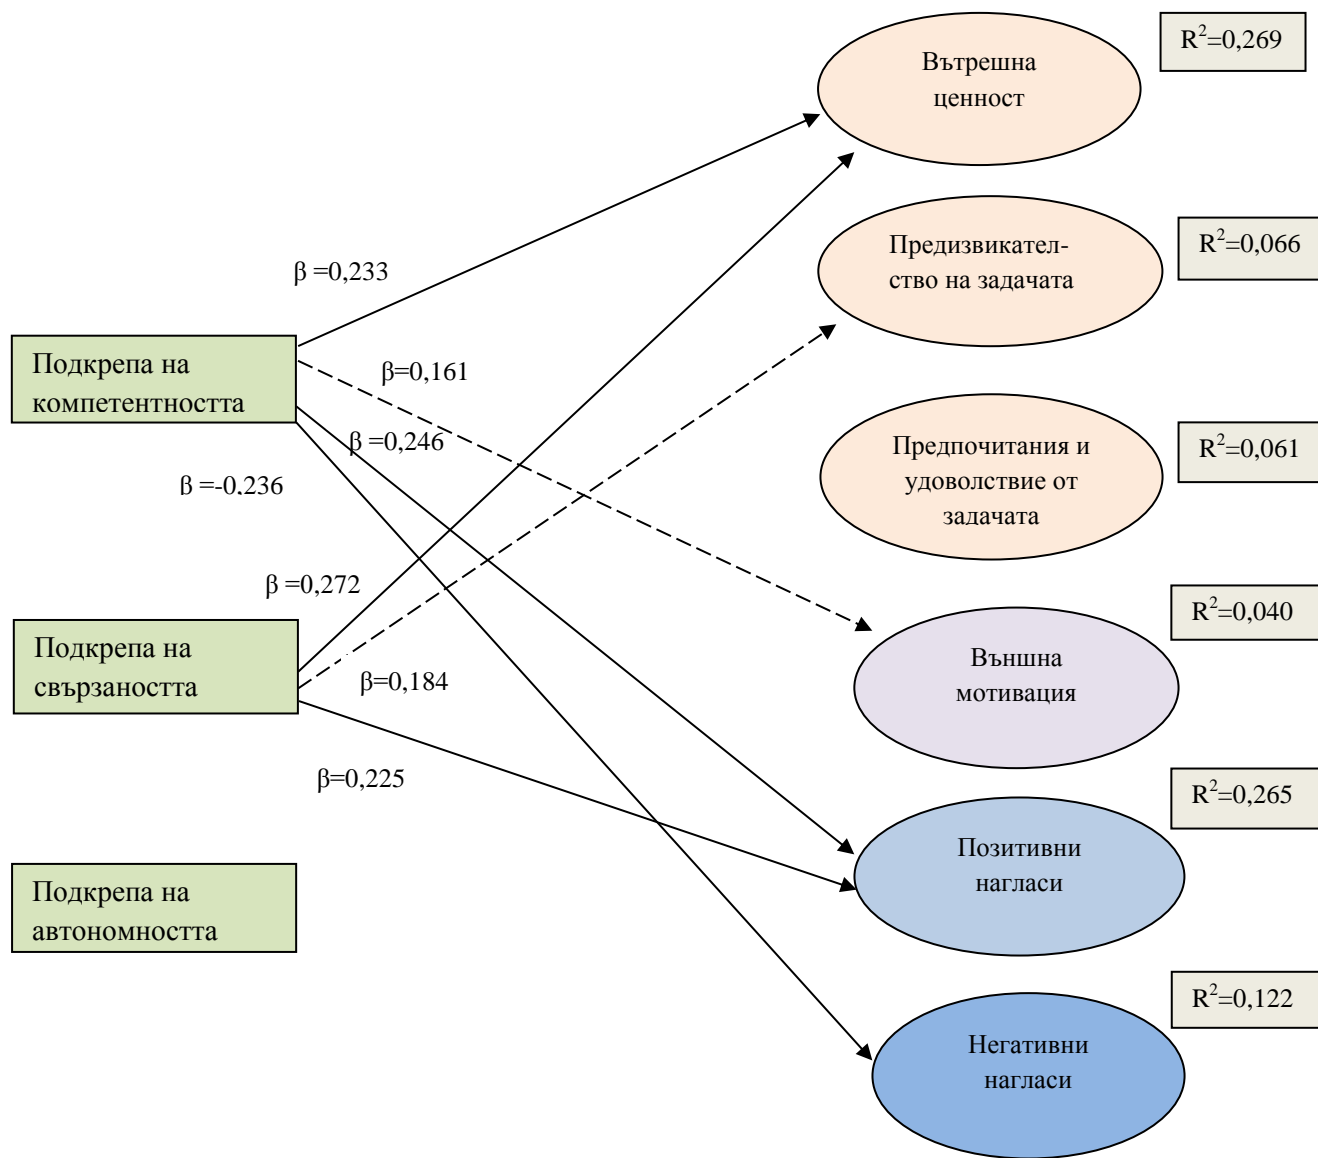 Вътрешна
ценност
R²=0,269
Предизвикател-
ство на задачата
R²=0,066
β =0,233
Подкрепа на
компетентността
β=0,161
β =0,246
β =-0,236
Предпочитания и
удоволствие от
задачата
R²=0,061
β =0,272
Подкрепа на
свързаността
β=0,184
β=0,225
Външна
мотивация
R²=0,040
Позитивни
нагласи
R²=0,265
Подкрепа на
автономността
Негативни
нагласи
R²=0,122